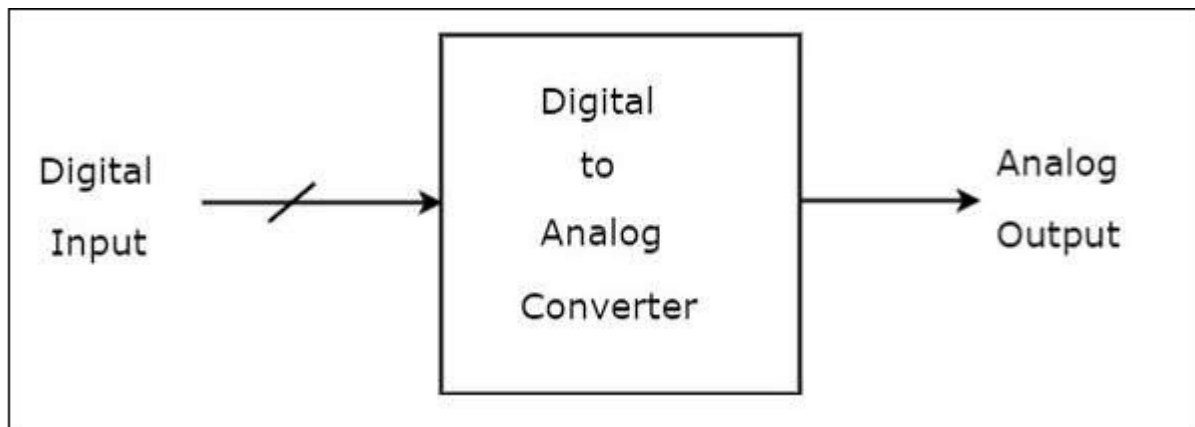 Digital
Input
Digital
to
Analog
Converter
Analog
Output